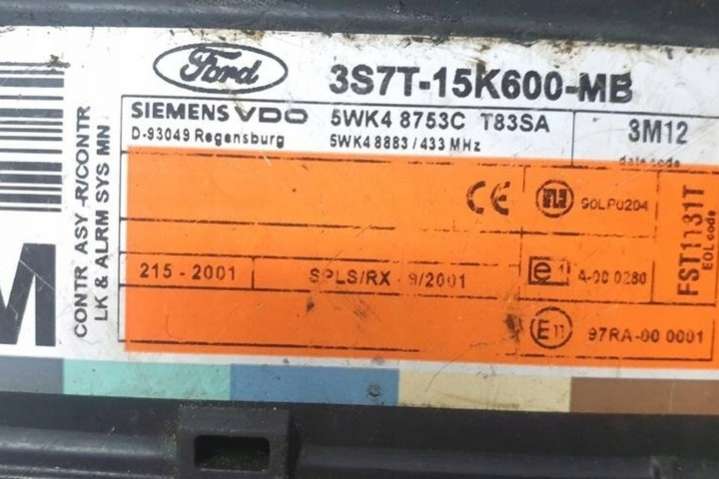 Ford
3S7T-15K600-MB
SIEMENS VDO
D-93049 Regensburg
5WK4 8753C T83SA
5WK4 8883 / 433 MHz
3M12
date code
CONTR ASY -R/CONTR
LK & ALRM SYS MN
M
CE
215 - 2001
SPLS/RX - 9/2001
e1
A-00 0280
E11
97RA-00 0001
FST1131T
EOL code